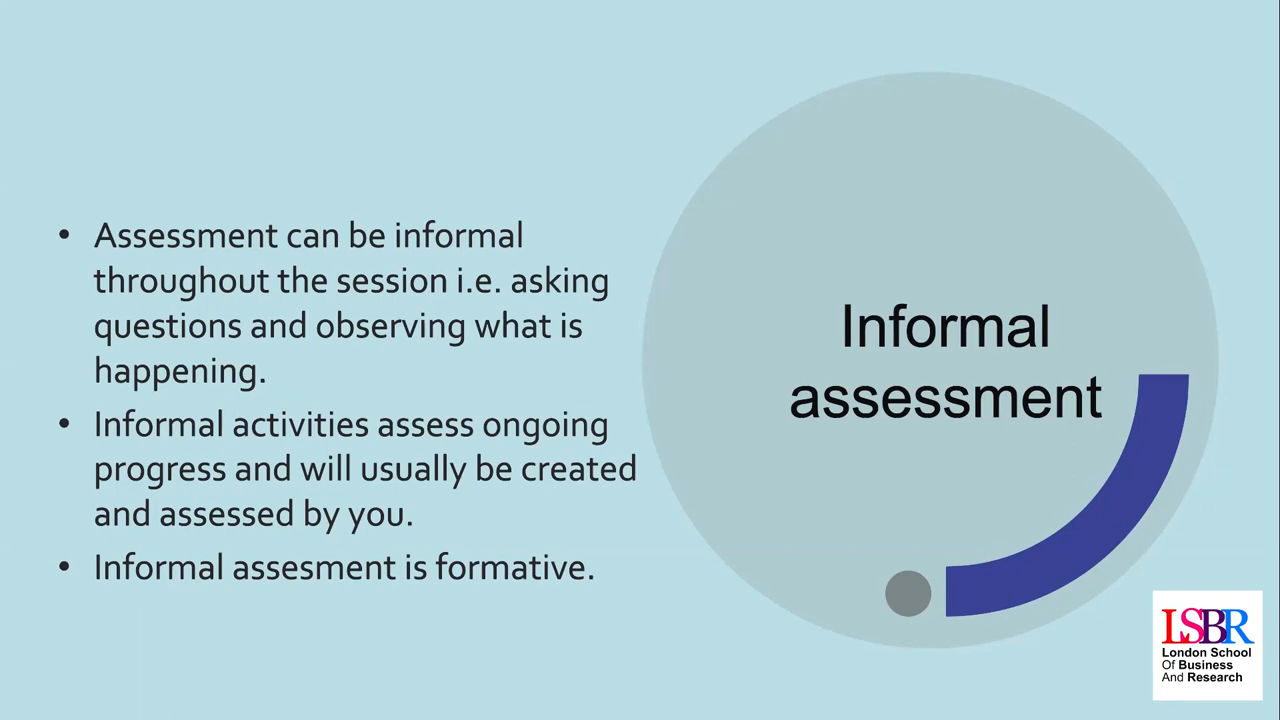 • Assessment can be informal
throughout the session i.e. asking
questions and observing what is
happening.
• Informal activities assess ongoing
progress and will usually be created
and assessed by you.
• Informal assesment is formative.
Informal
assessment
LSBR
London School
Of Business
And Research